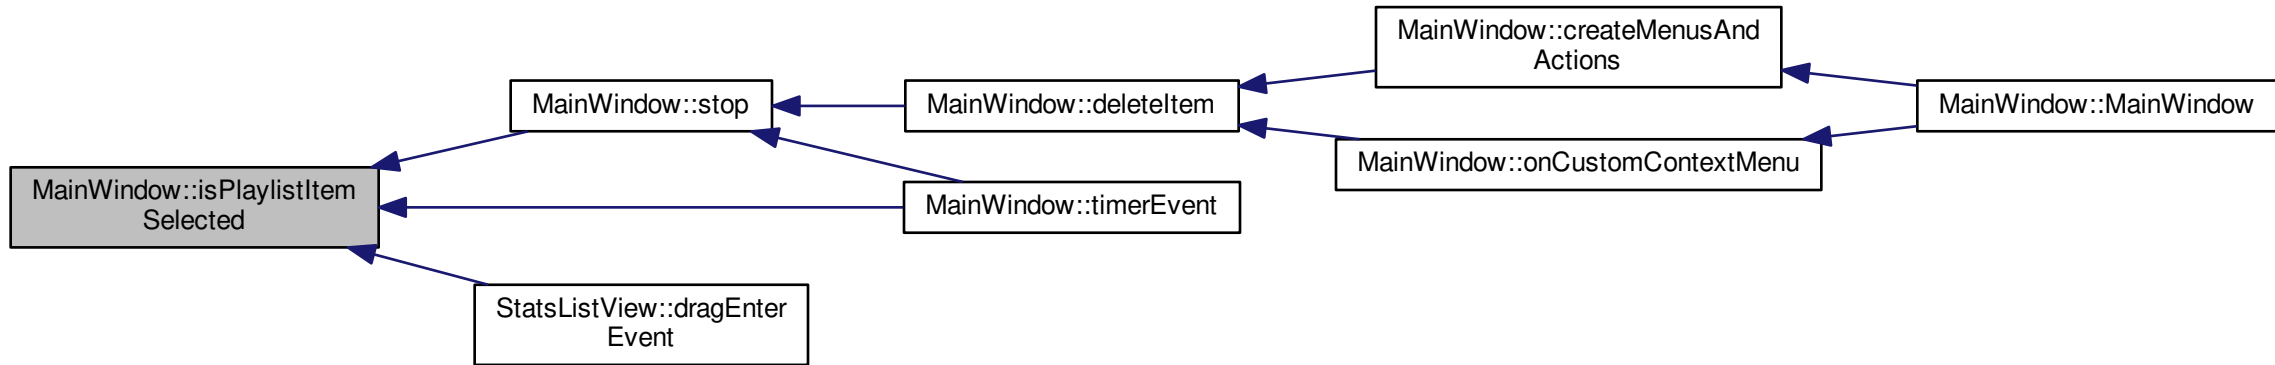 MainWindow::isPlaylistItem
Selected
MainWindow::stop
MainWindow::timerEvent
StatsListView::dragEnter
Event
MainWindow::deleteItem
MainWindow::createMenusAnd
Actions
MainWindow::onCustomContextMenu
MainWindow::MainWindow